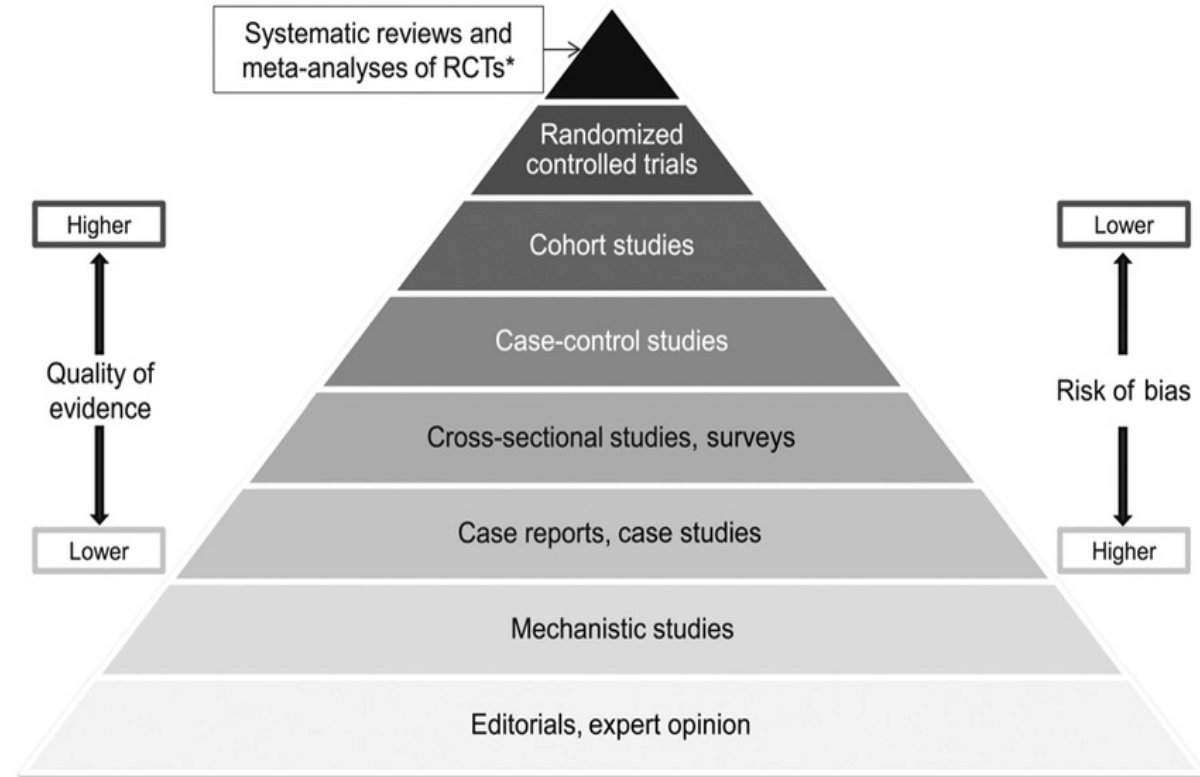 Systematic reviews and
meta-analyses of RCTs*
Randomized
controlled trials
Higher
Lower
Cohort studies
Case-control studies
Quality of
evidence
Risk of bias
Cross-sectional studies, surveys
Case reports, case studies
Lower
Higher
Mechanistic studies
Editorials, expert opinion